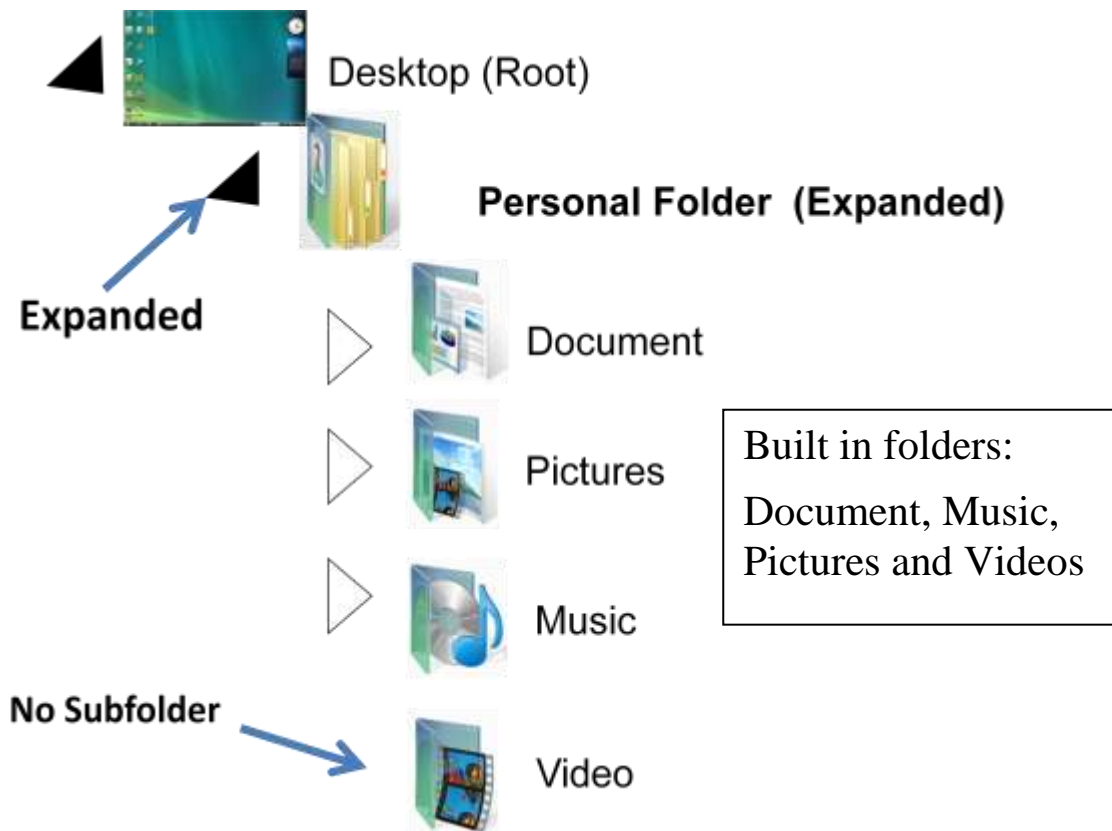 Desktop (Root)
Personal Folder (Expanded)
Expanded
Document
Pictures
Built in folders:
Document, Music,
Pictures and Videos
Music
No Subfolder
Video